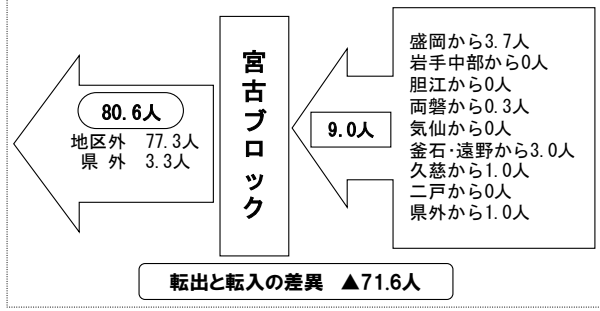 80.6人
地区外 77.3人
県 外 3.3人
宮古ブロック
9.0人
盛岡から3.7人
岩手中部から0人
胆江から0人
両磐から0.3人
気仙から0人
釜石・遠野から3.0人
久慈から1.0人
二戸から0人
県外から1.0人
転出と転入の差異 ▲71.6人